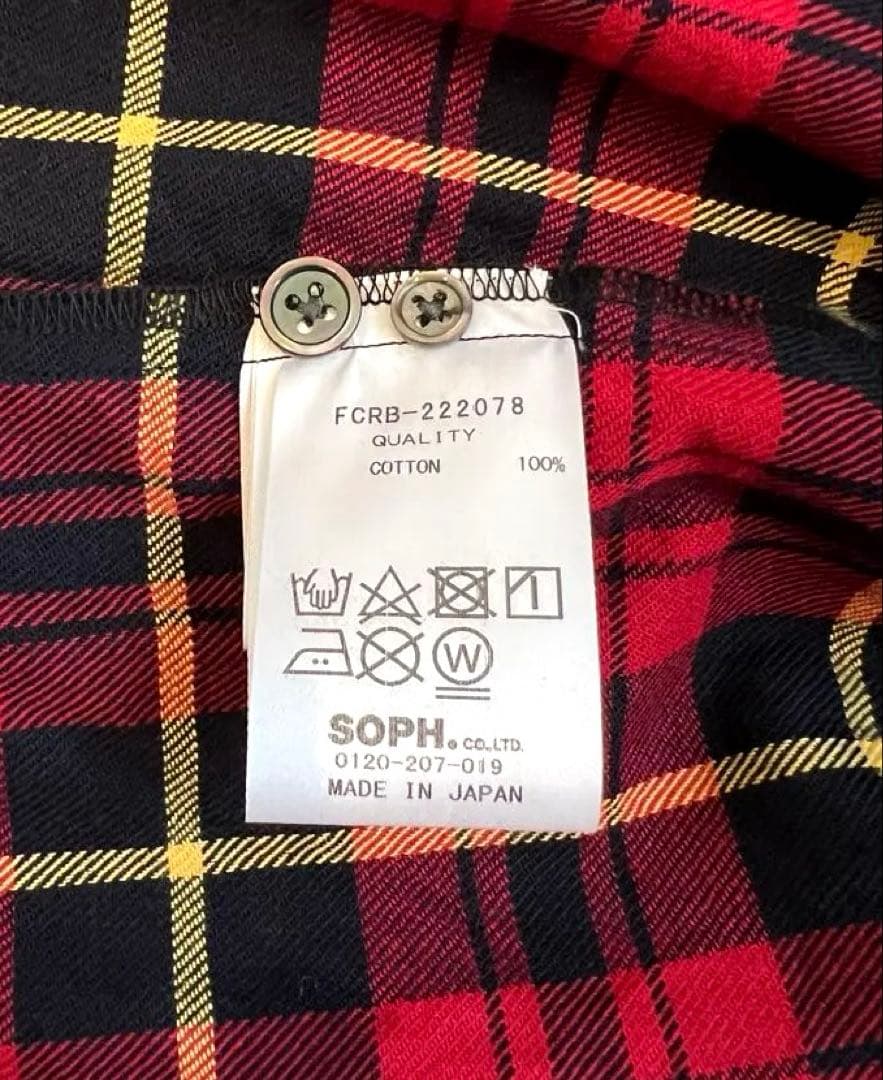 FCRB-222078
QUALITY
COTTON 100%
W
SOPH. CO.,LTD.
0120-207-019
MADE IN JAPAN